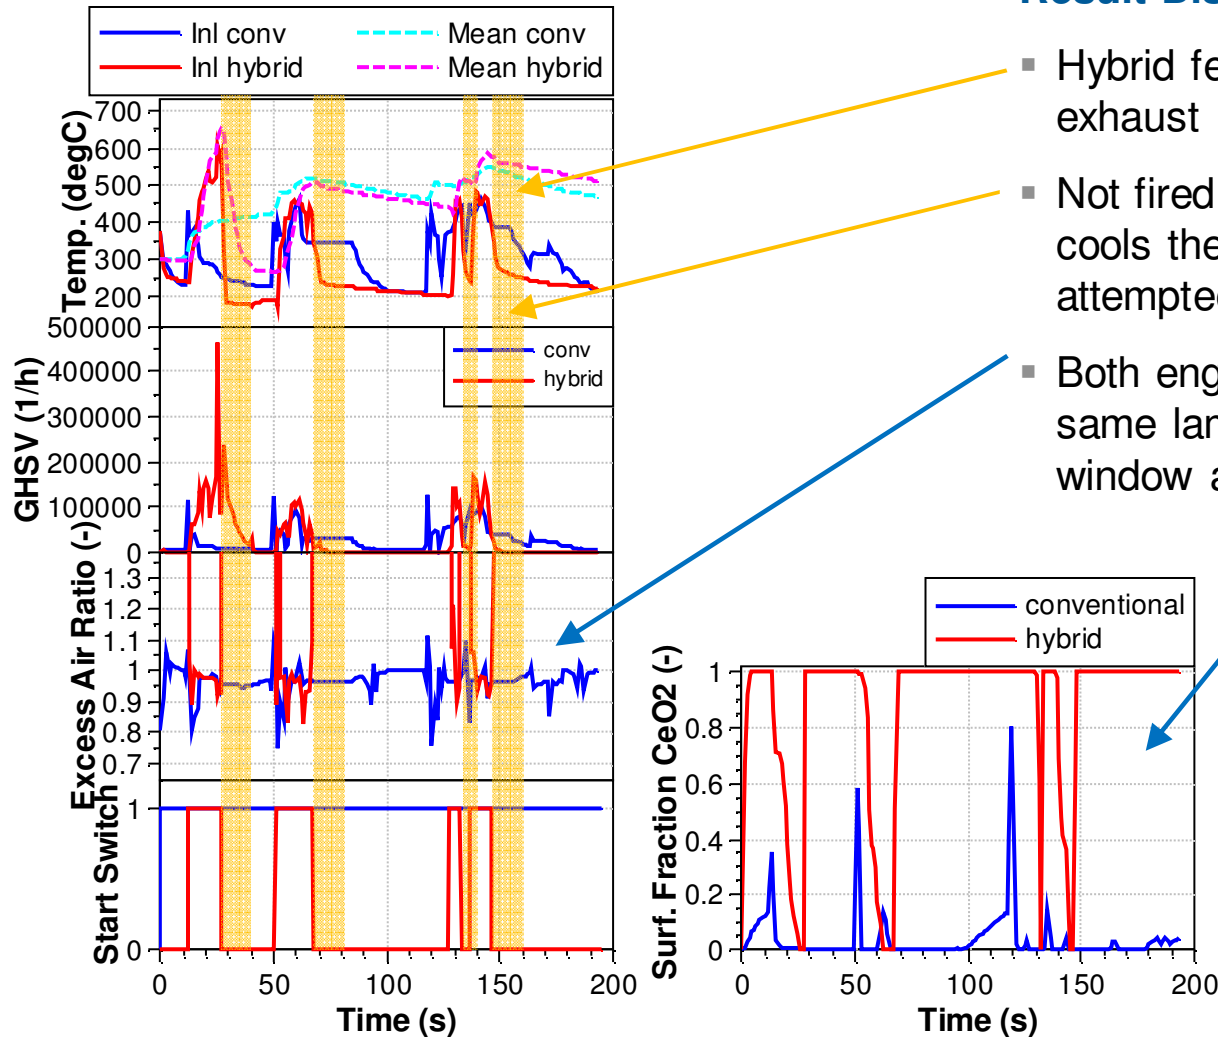 Inl conv
Mean conv
Inl hybrid
Mean hybrid
Hybrid fe
exhaust
Not fired
cools the
attempte
Both eng
same lar
window a
Temp. (degC)
700
600
500
400
300
200
GHSV (1/h)
500000
400000
300000
200000
100000
0
conv
hybrid
Excess Air Ratio (-)
1.3
1.2
1.1
1
0.9
0.8
0.7
Start Switch
1
0
0
50
100
150
200
Time (s)
conventional
hybrid
Surf. Fraction CeO2 (-)
1
0.8
0.6
0.4
0.2
0
0
50
100
150
200
Time (s)